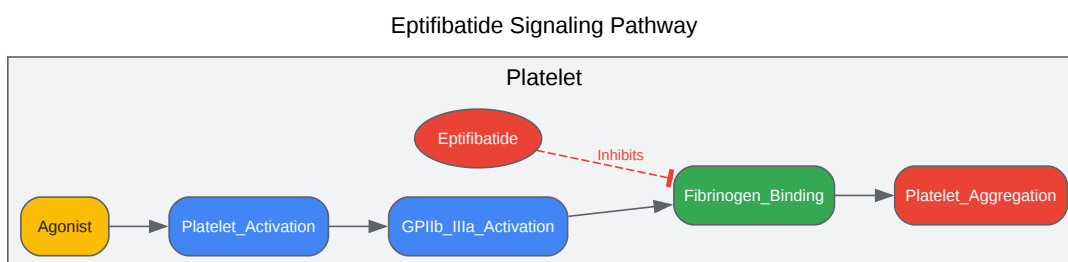 Eptifibatide Signaling Pathway
Platelet
Eptifibatide
Inhibits
Fibrinogen_Binding
Platelet_Aggregation
Agonist
Platelet_Activation
GPIIb_IIIa_Activation